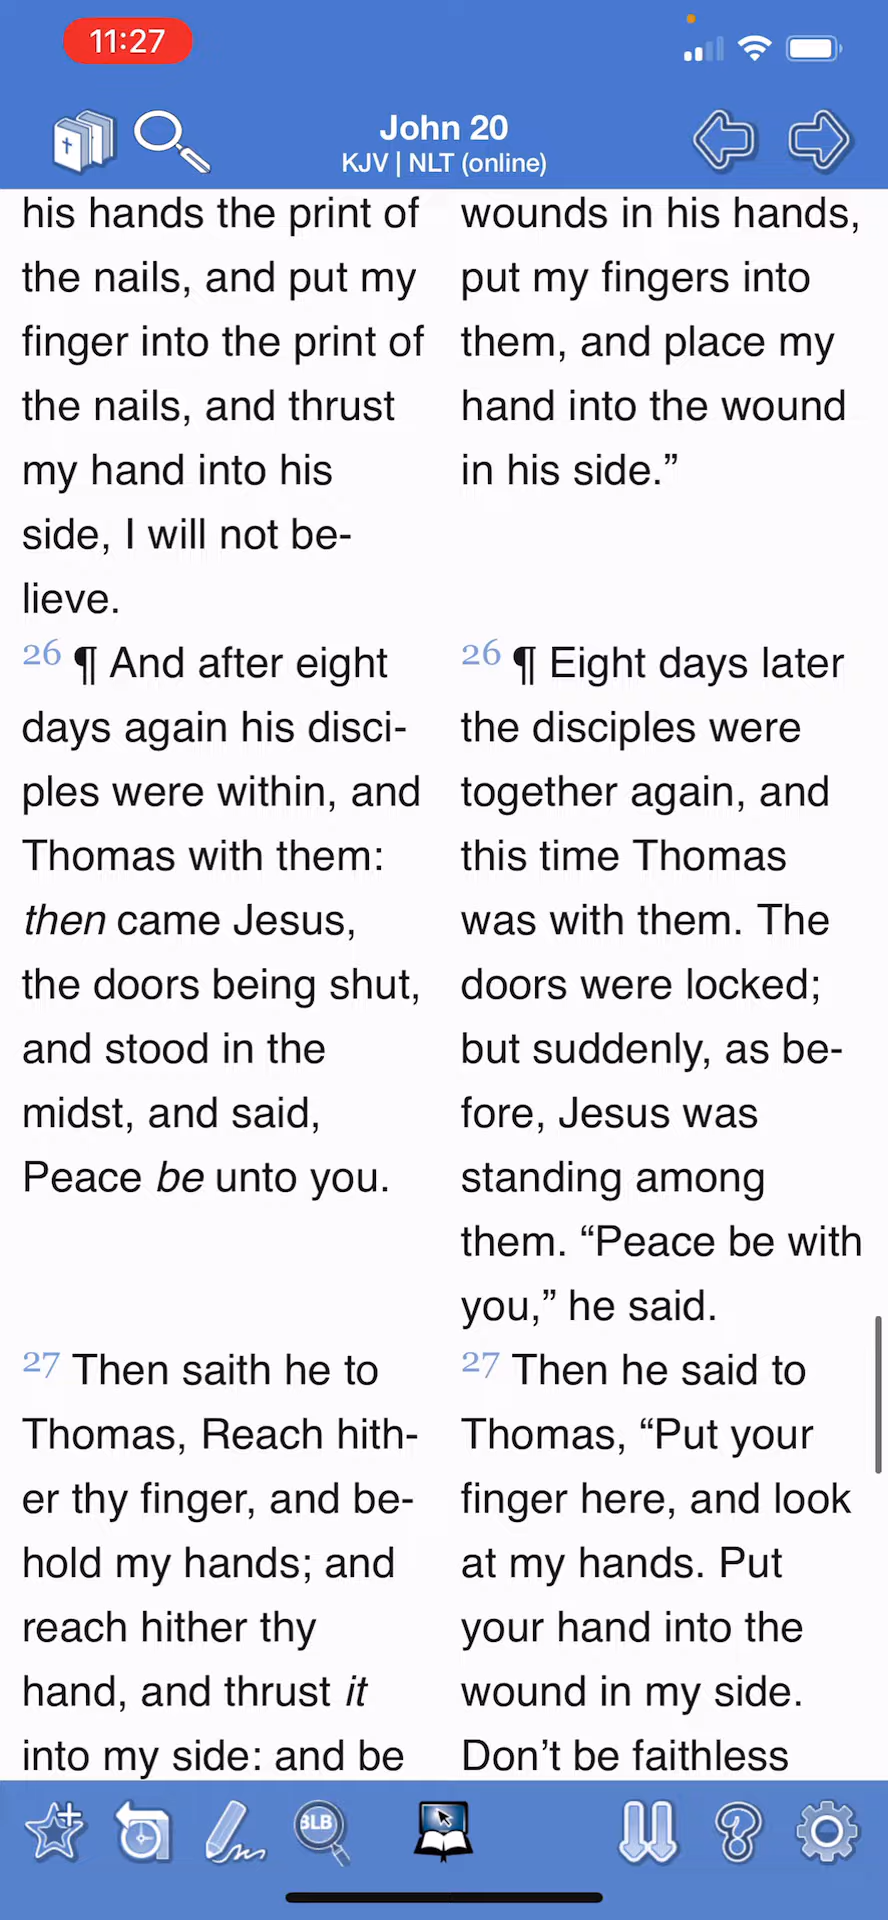 11:27
John 20
KJV | NLT (online)
his hands the print of
the nails, and put my
finger into the print of
the nails, and thrust
my hand into his
side, I will not be-
lieve.
26 ¶ And after eight
days again his disci-
ples were within, and
Thomas with them:
then came Jesus,
the doors being shut,
and stood in the
midst, and said,
Peace be unto you.
27 Then saith he to
Thomas, Reach hith-
er thy finger, and be-
hold my hands; and
reach hither thy
hand, and thrust it
into my side: and be
wounds in his hands,
put my fingers into
them, and place my
hand into the wound
in his side.”
26 ¶ Eight days later
the disciples were
together again, and
this time Thomas
was with them. The
doors were locked;
but suddenly, as be-
fore, Jesus was
standing among
them. “Peace be with
you,” he said.
27 Then he said to
Thomas, “Put your
finger here, and look
at my hands. Put
your hand into the
wound in my side.
Don’t be faithless
BLB